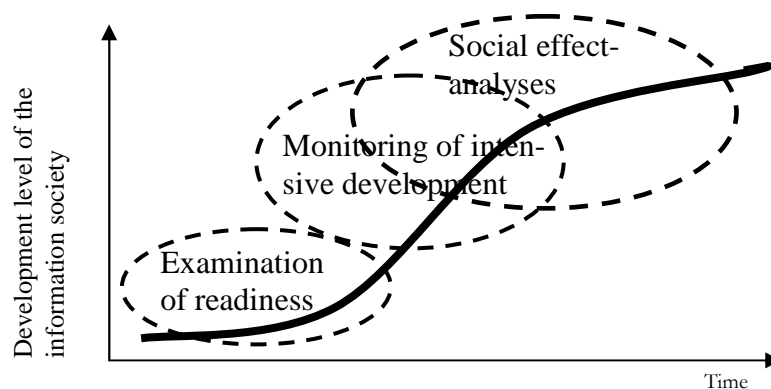 Development level of the
information society
Social effect-
analyses
Monitoring of inten-
sive development
Examination
of readiness
Time